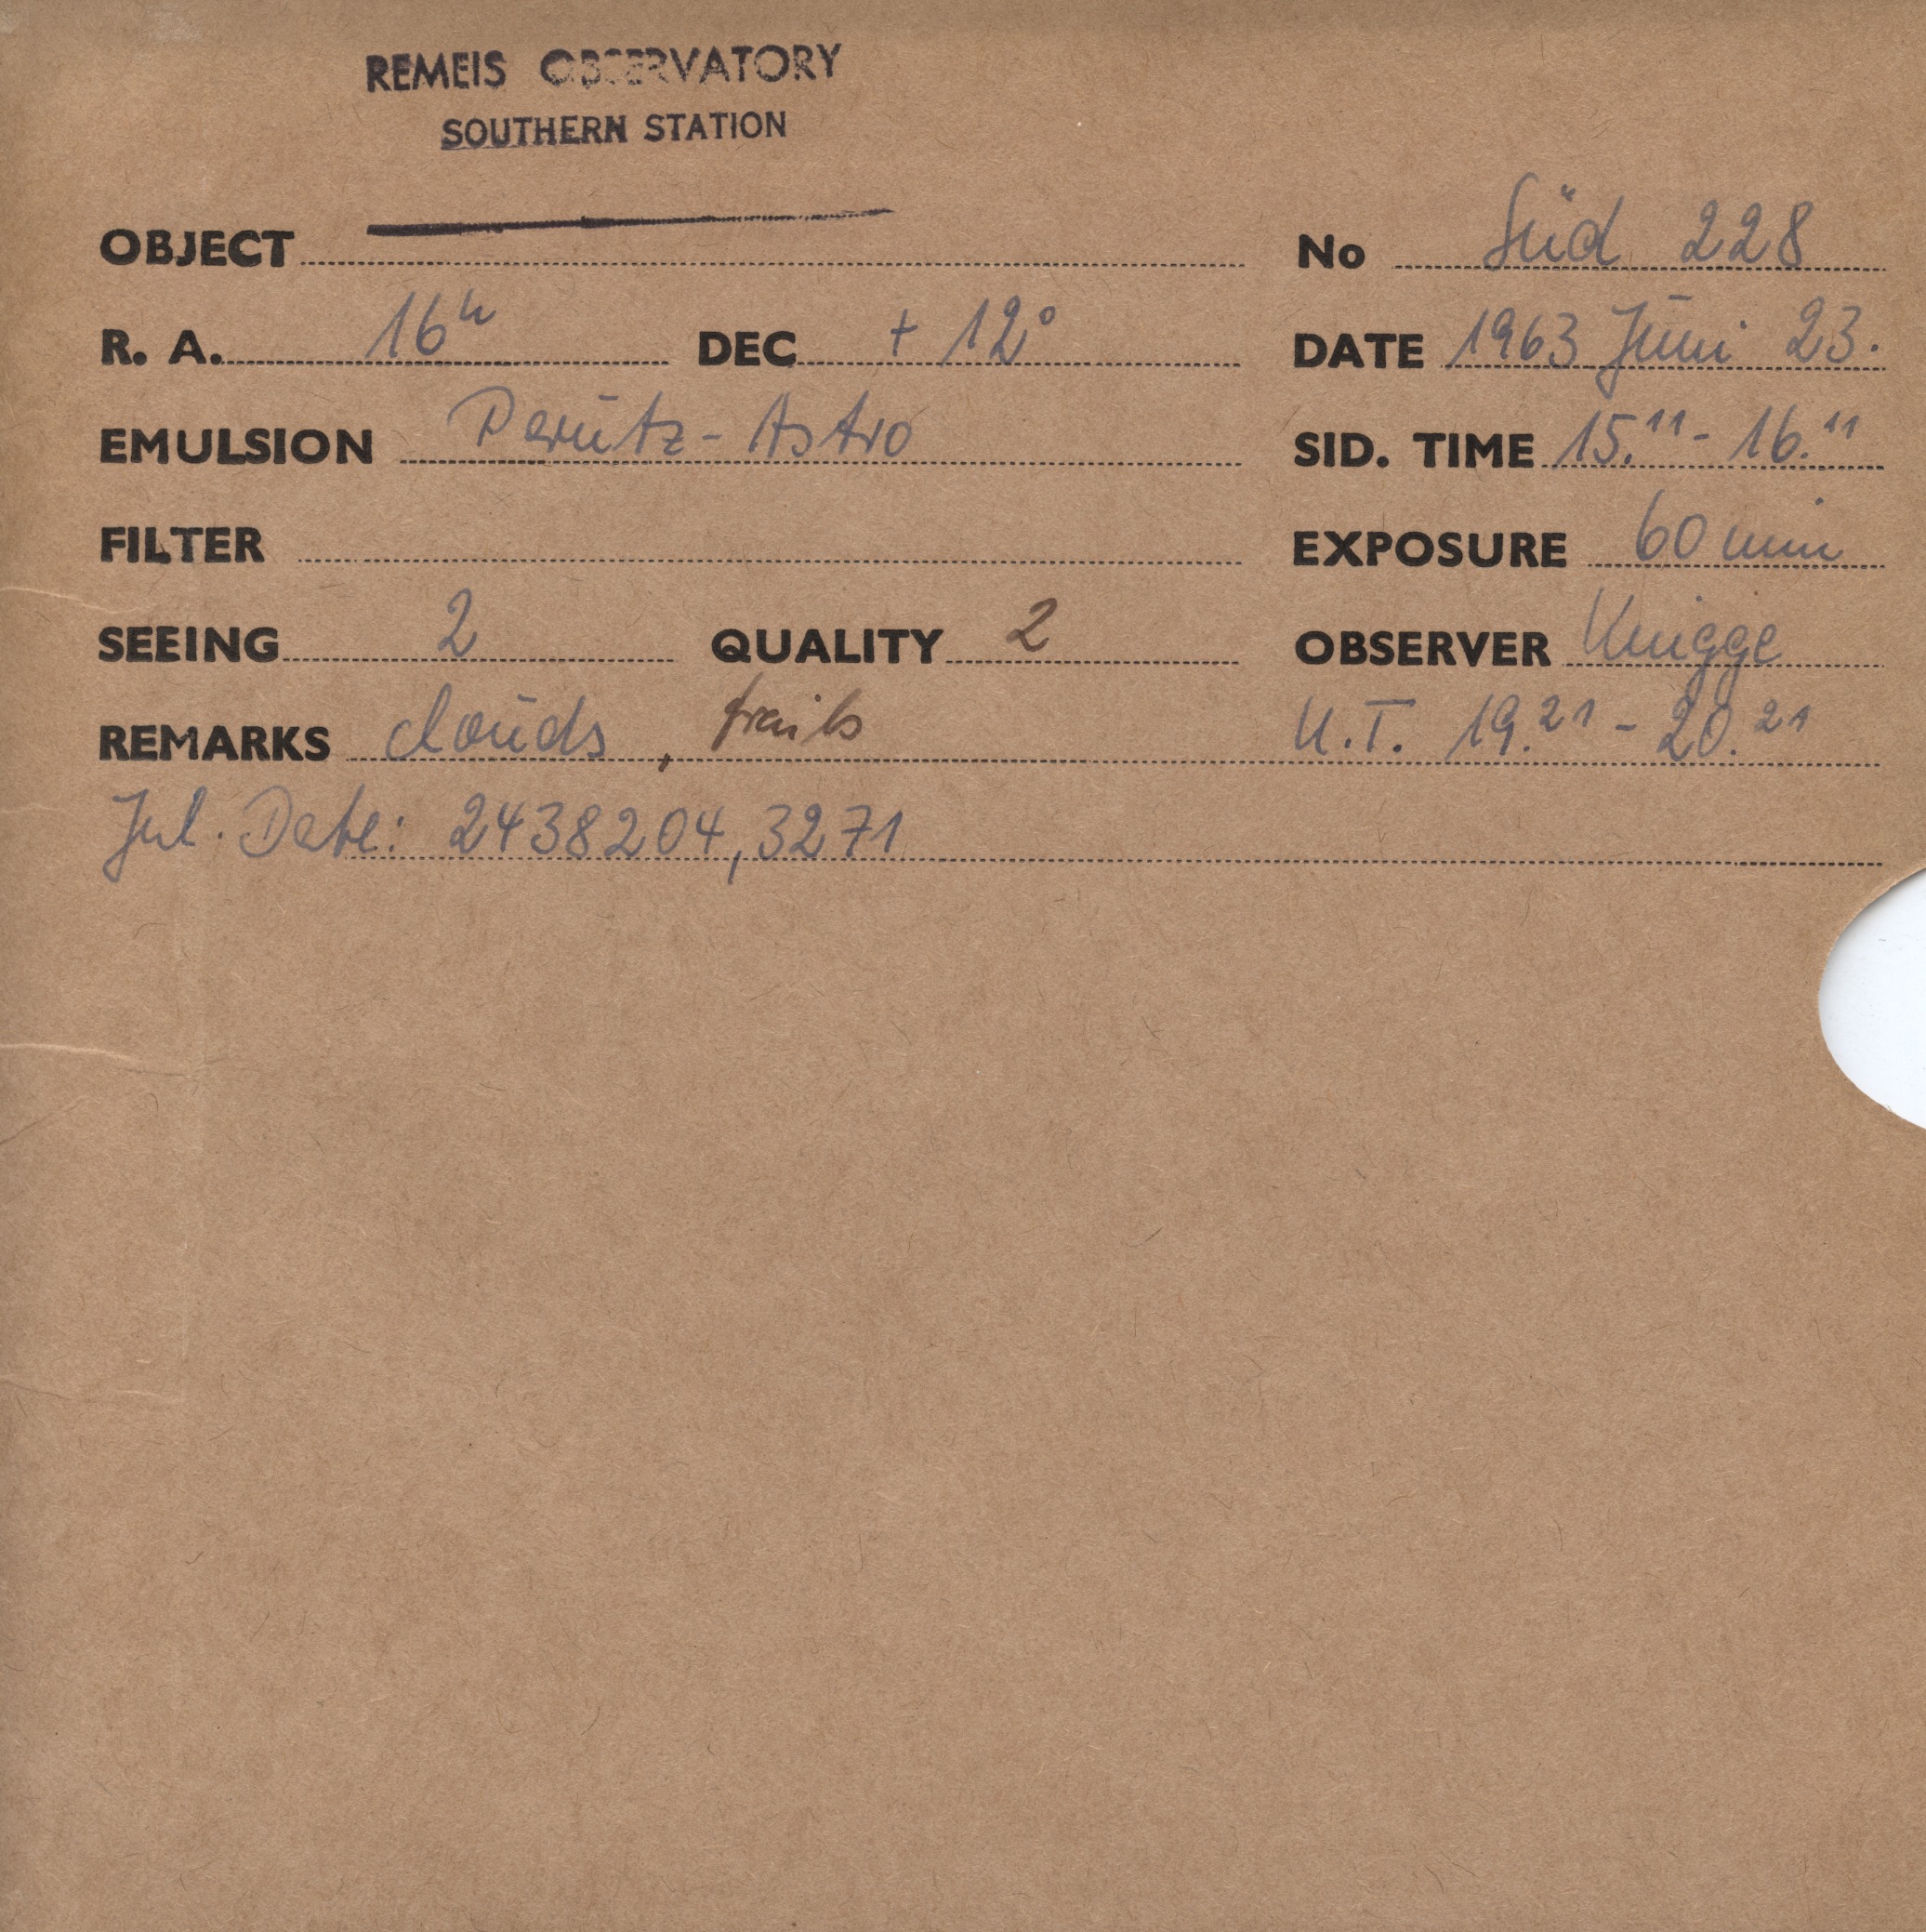 REMEIS OBSERVATORY
SOUTHERN STATION
OBJECT No Süd 228
R. A. 16h DEC + 12° DATE 1963 Juni 23.
EMULSION Perutz-Astro SID. TIME 15.11 - 16.11
FILTER EXPOSURE 60 min
SEEING 2 QUALITY 2 OBSERVER Knigge
REMARKS clouds, trails U.T. 19.21 - 20.21
Jul. Date: 2438204,3271